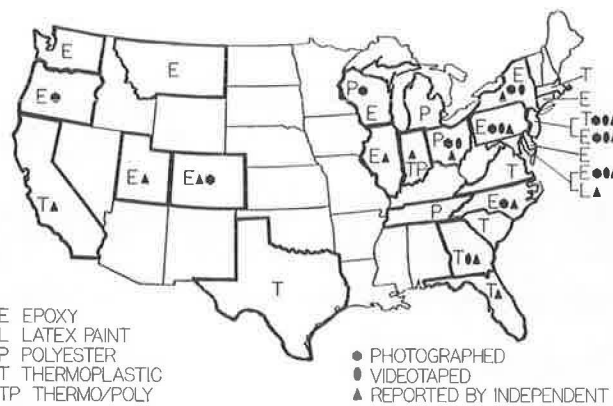 E
E
E ●
T ▲
E ▲
E ▲ ●
T
P ●
E
P
E ▲
▲
TP
P ● ⬮
▲
E
▲ ● ⬮
E ● ⬮ ▲
T
P
E ● ▲
T
T ⬮ ▲
T ▲
T
E
T ● ⬮ ▲
E ● ⬮ ▲
E
E ● ⬮ ▲
L ▲
E EPOXY
L LATEX PAINT
P POLYESTER
T THERMOPLASTIC
TP THERMO/POLY
● PHOTOGRAPHED
⬮ VIDEOTAPED
▲ REPORTED BY INDEPENDENT